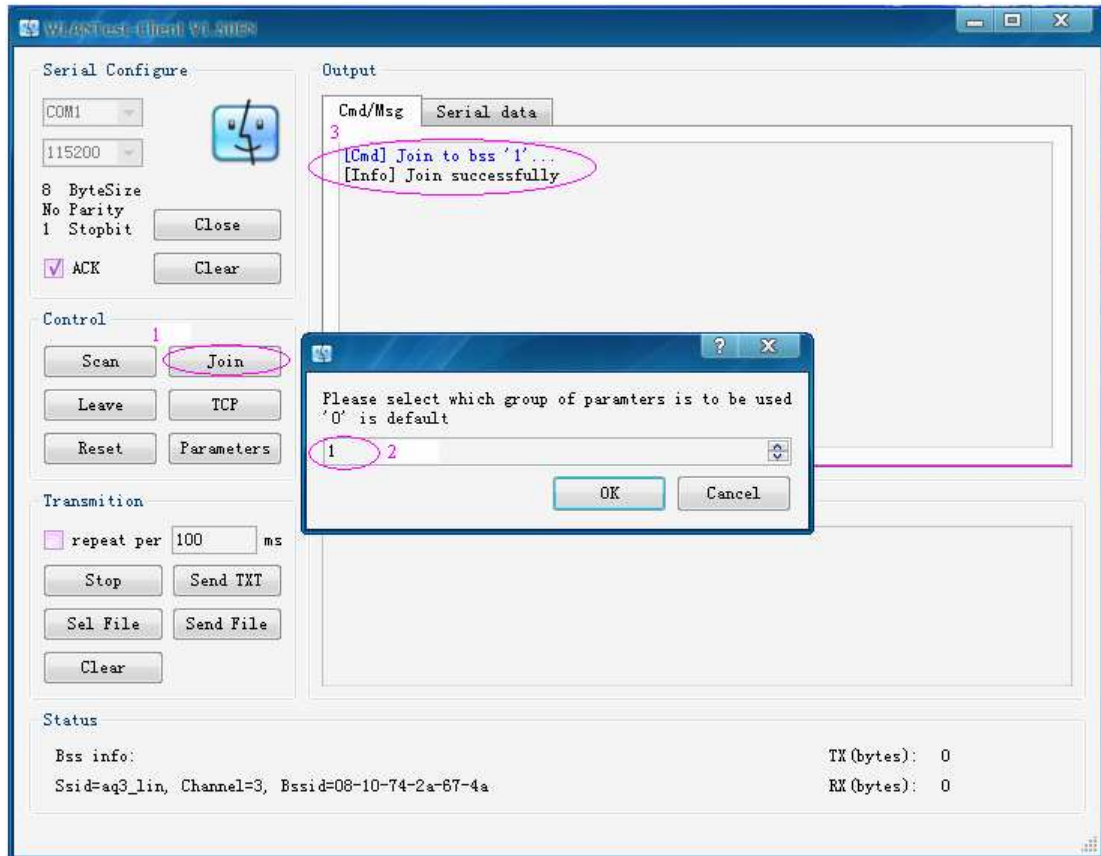 WLANTest-Client V1.50EN
Serial Configure
COM1
115200
8 ByteSize
No Parity
1 Stopbit
Close
ACK
Clear
Control
1
Scan
Join
Leave
TCP
Reset
Parameters
Transmition
repeat per 100 ms
Stop
Send TXT
Sel File
Send File
Clear
Output
Cmd/Msg
Serial data
3
[Cmd] Join to bss '1'...
[Info] Join successfully
?
Please select which group of paramters is to be used
'0' is default
1
2
OK
Cancel
Status
Bss info:
Ssid=aq3_lin, Channel=3, Bssid=08-10-74-2a-67-4a
TX(bytes): 0
RX(bytes): 0